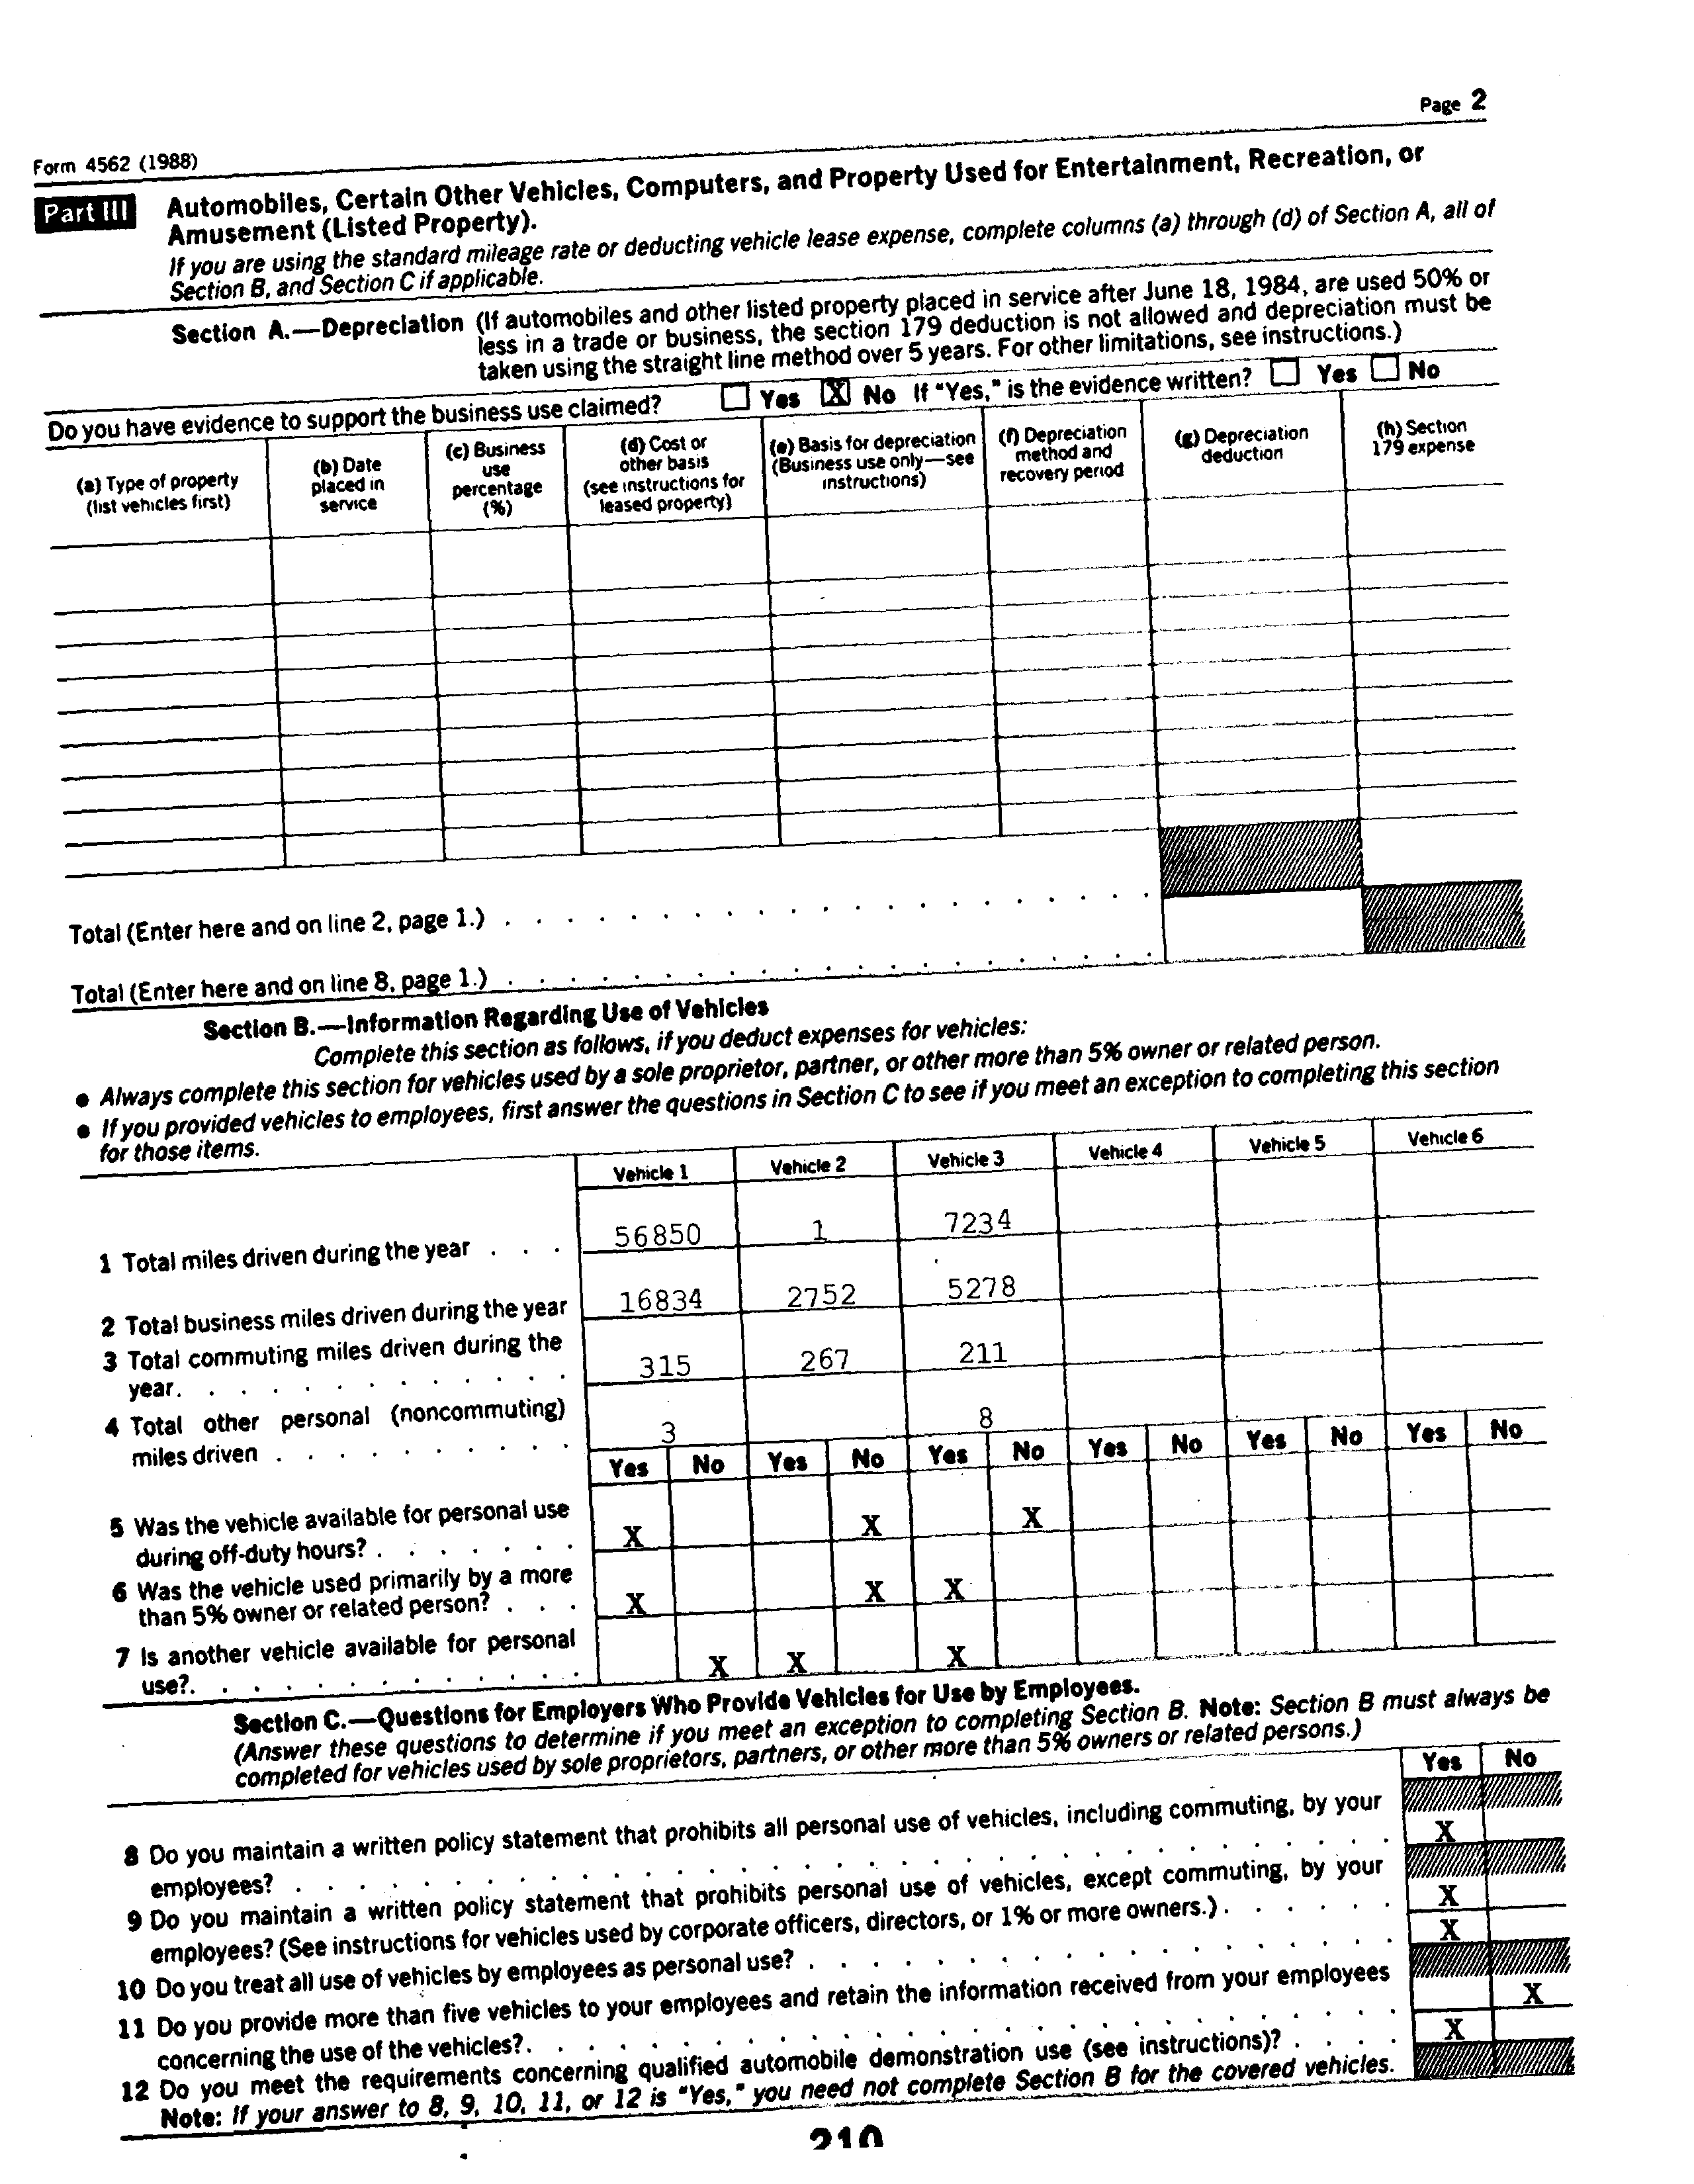 Page 2
Form 4562 (1988)
Part III Automobiles, Certain Other Vehicles, Computers, and Property Used for Entertainment, Recreation, or
Amusement (Listed Property).
If you are using the standard mileage rate or deducting vehicle lease expense, complete columns (a) through (d) of Section A, all of
Section B, and Section C if applicable.
Section A.—Depreciation (If automobiles and other listed property placed in service after June 18, 1984, are used 50% or
less in a trade or business, the section 179 deduction is not allowed and depreciation must be
taken using the straight line method over 5 years. For other limitations, see instructions.)
Do you have evidence to support the business use claimed? Yes X No If "Yes," is the evidence written? Yes No
(a) Type of property
(list vehicles first)
(b) Date
placed in
service
(c) Business
use
percentage
(%)
(d) Cost or
other basis
(see instructions for
leased property)
(e) Basis for depreciation
(Business use only—see
instructions)
(f) Depreciation
method and
recovery period
(g) Depreciation
deduction
(h) Section
179 expense
Total (Enter here and on line 2, page 1.) . . . . . . . . . . . . . . . . . . . . .
Total (Enter here and on line 8, page 1.) . . . . . . . . . . . . . . . . . . . . .
Section B.—Information Regarding Use of Vehicles
Complete this section as follows, if you deduct expenses for vehicles:
● Always complete this section for vehicles used by a sole proprietor, partner, or other more than 5% owner or related person.
● If you provided vehicles to employees, first answer the questions in Section C to see if you meet an exception to completing this section
for those items.
Vehicle 1 Vehicle 2 Vehicle 3 Vehicle 4 Vehicle 5 Vehicle 6
1 Total miles driven during the year . . . 56850 1 7234
2 Total business miles driven during the year 16834 2752 5278
3 Total commuting miles driven during the
year. . . . . . . . . . . . . 315 267 211
4 Total other personal (noncommuting)
miles driven . . . . . . . . . . 3 8
Yes No Yes No Yes No Yes No Yes No Yes No
5 Was the vehicle available for personal use
during off-duty hours? . . . . . . . X X X
6 Was the vehicle used primarily by a more
than 5% owner or related person? . . . X X X
7 Is another vehicle available for personal
use?. . . . . . . . . . . . . X X X
Section C.—Questions for Employers Who Provide Vehicles for Use by Employees.
(Answer these questions to determine if you meet an exception to completing Section B. Note: Section B must always be
completed for vehicles used by sole proprietors, partners, or other more than 5% owners or related persons.)
Yes No
8 Do you maintain a written policy statement that prohibits all personal use of vehicles, including commuting, by your
employees? . . . . . . . . . . . . . . . . . . . . . . . . . . . X
9 Do you maintain a written policy statement that prohibits personal use of vehicles, except commuting, by your
employees? (See instructions for vehicles used by corporate officers, directors, or 1% or more owners.) . . . . . . X
10 Do you treat all use of vehicles by employees as personal use? . . . . . . . . . . . . . . . X
11 Do you provide more than five vehicles to your employees and retain the information received from your employees
concerning the use of the vehicles?. . . . . . . . . . . . . . . . . . . . . . . X
12 Do you meet the requirements concerning qualified automobile demonstration use (see instructions)? . . . . X
Note: If your answer to 8, 9, 10, 11, or 12 is "Yes," you need not complete Section B for the covered vehicles.
210